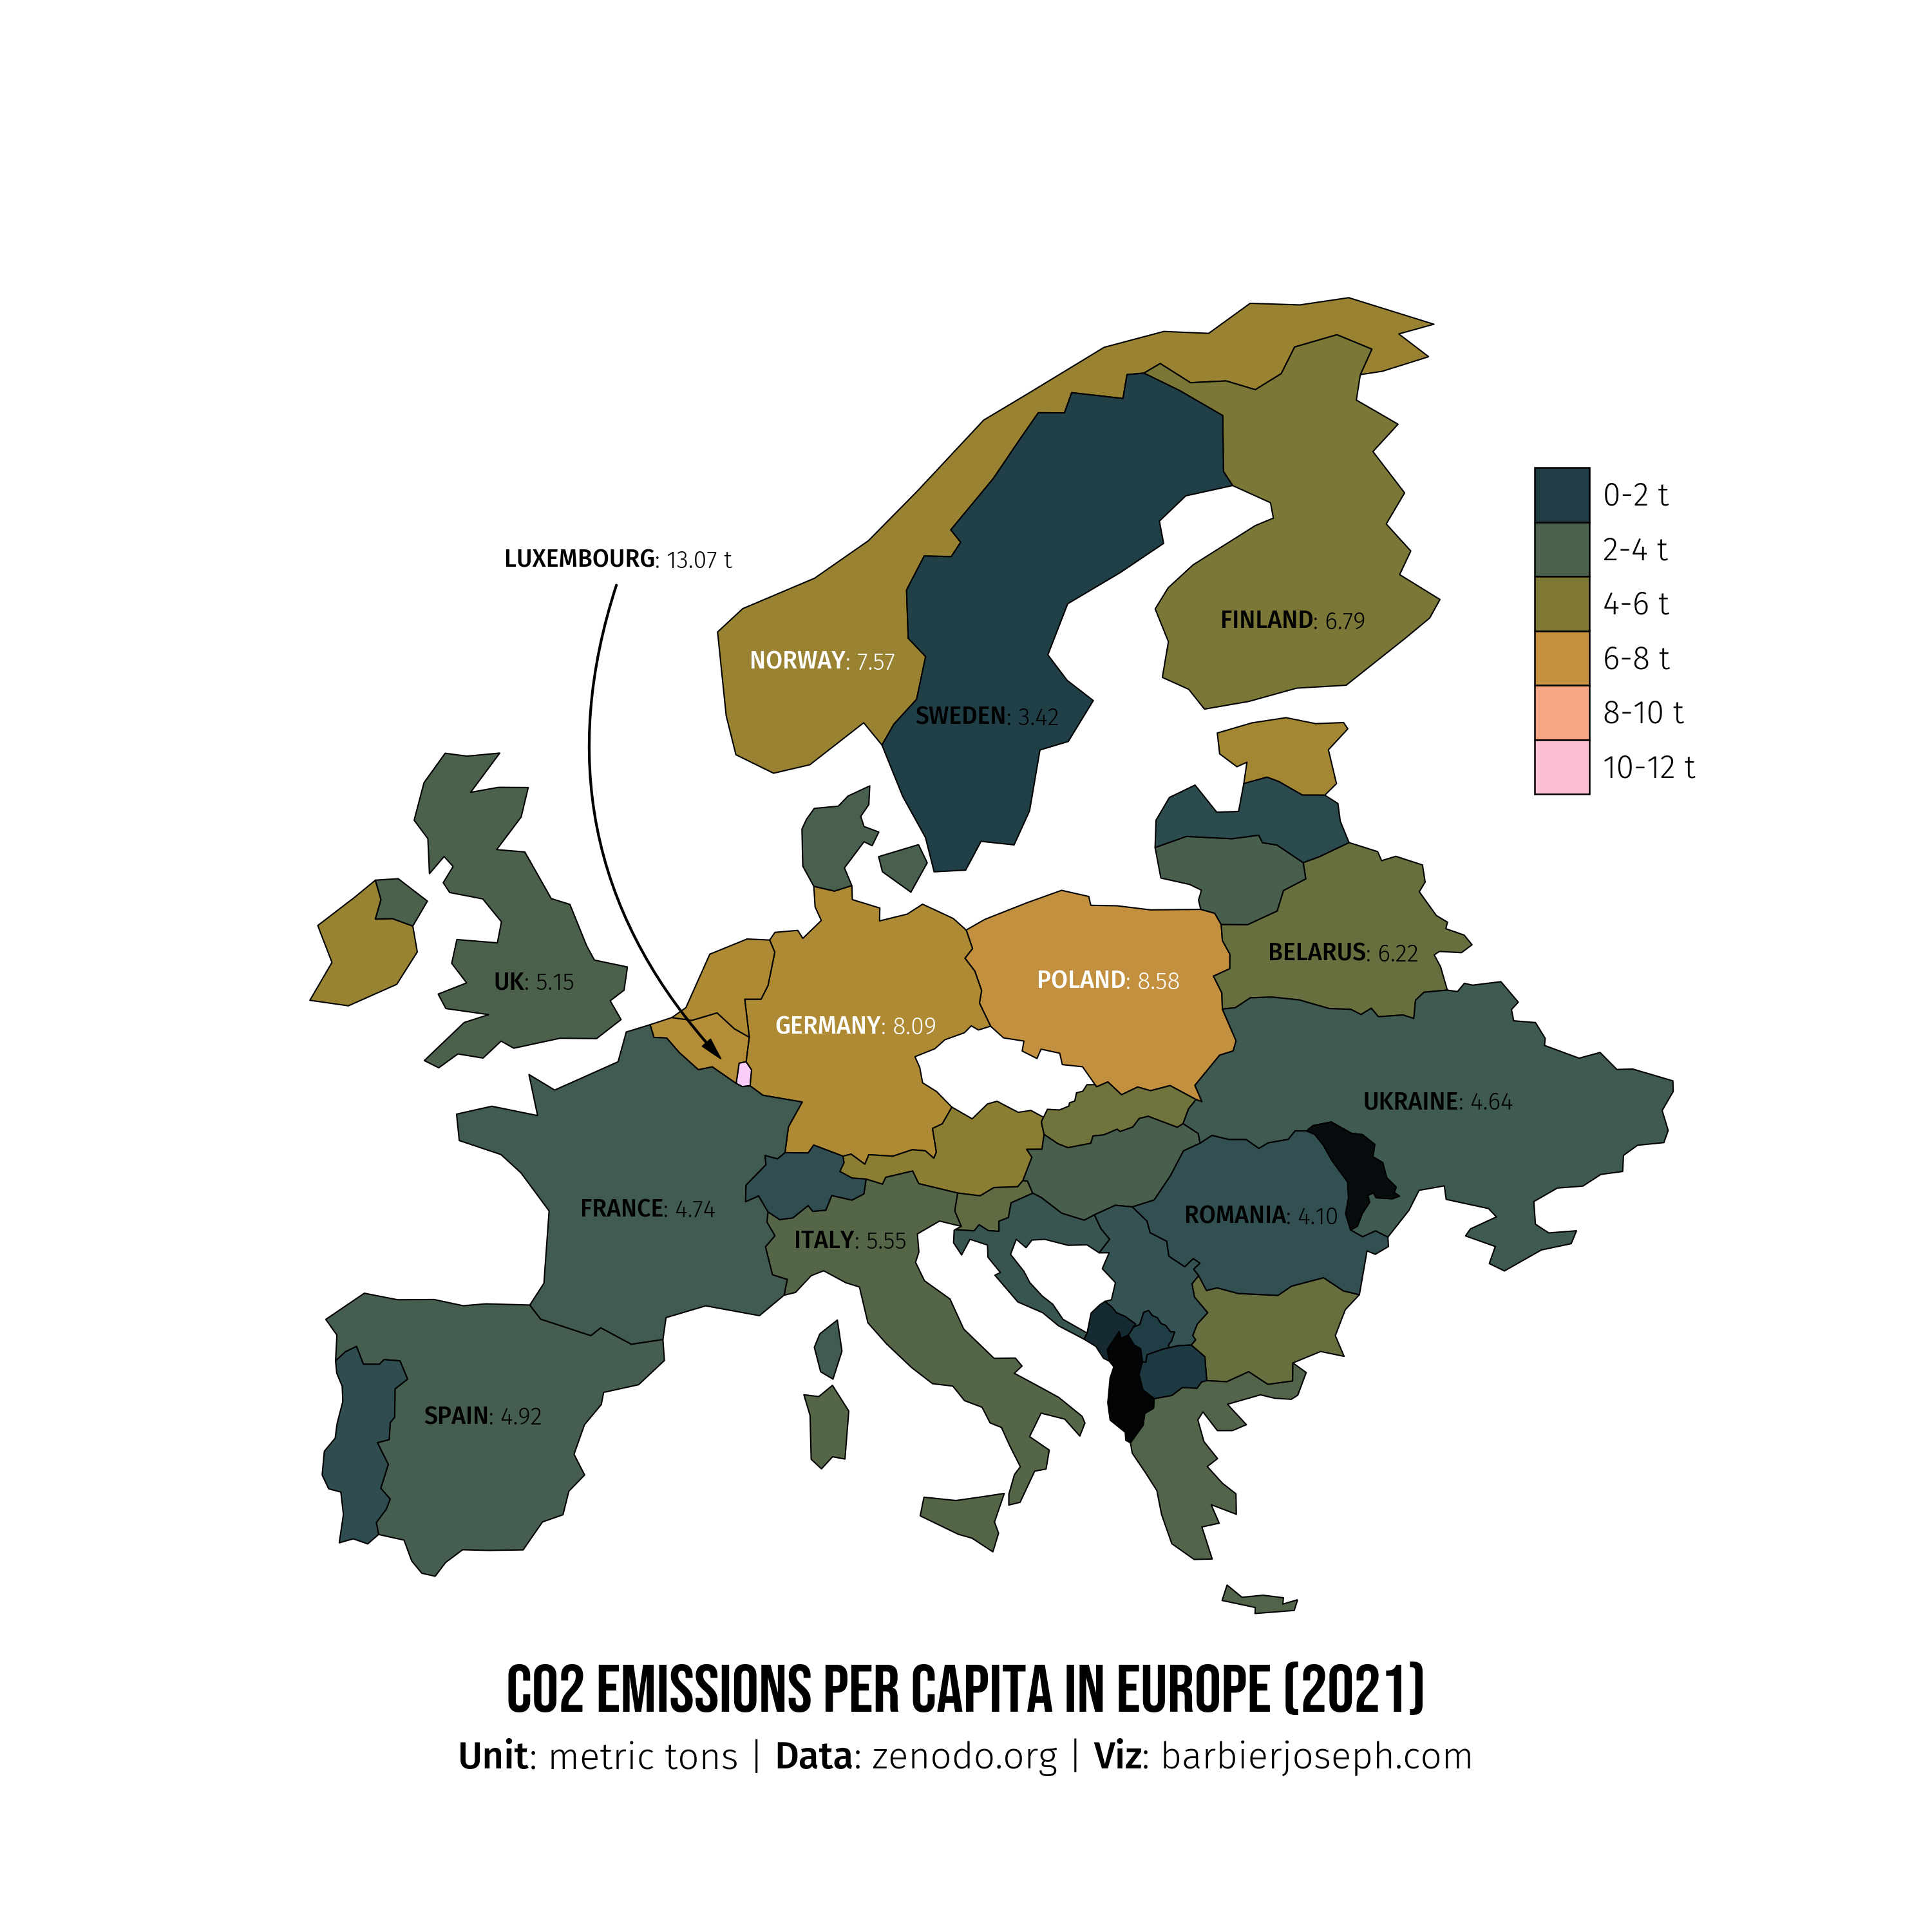 LUXEMBOURG: 13.07 t
NORWAY: 7.57
FINLAND: 6.79
SWEDEN: 3.42
0-2 t
2-4 t
4-6 t
6-8 t
8-10 t
10-12 t
UK: 5.15
BELARUS: 6.22
POLAND: 8.58
GERMANY: 8.09
UKRAINE: 4.64
FRANCE: 4.74
ROMANIA: 4.10
ITALY: 5.55
SPAIN: 4.92
CO2 EMISSIONS PER CAPITA IN EUROPE (2021)
Unit: metric tons | Data: zenodo.org | Viz: barbierjoseph.com